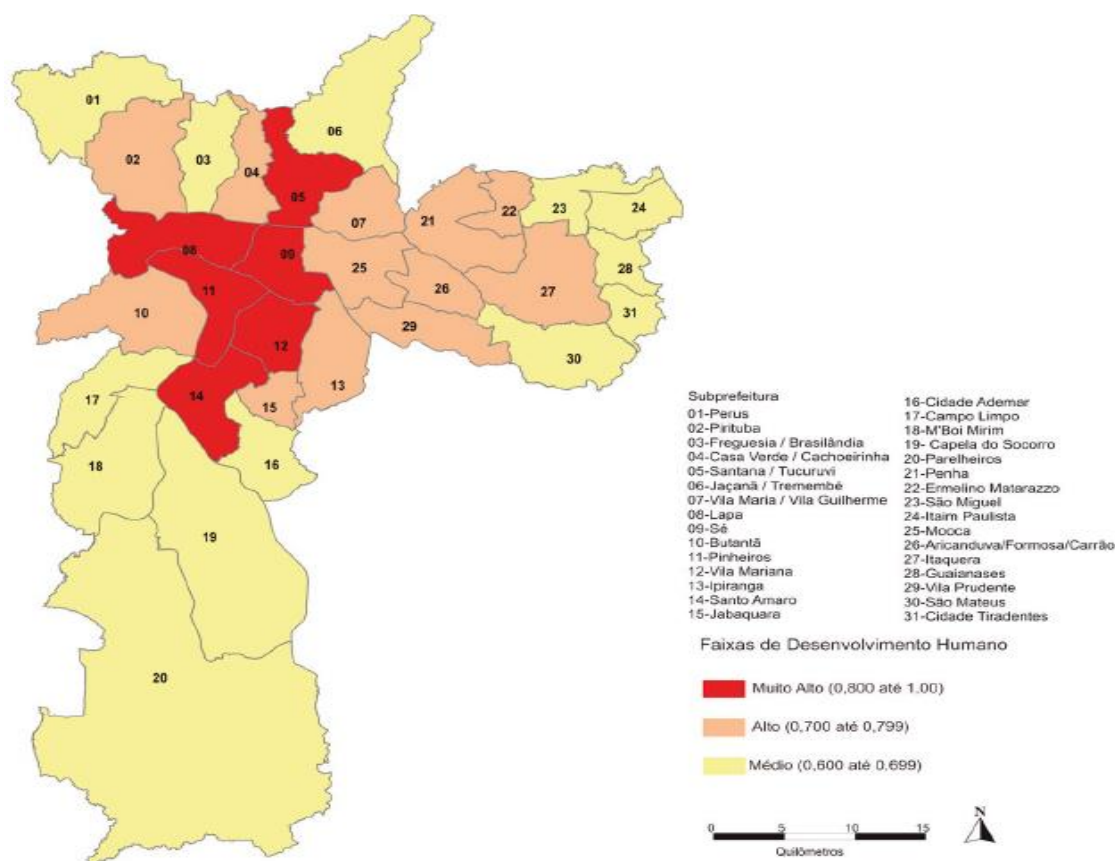 01
06
02
03
04
05
07
21
22
23
24
08
09
25
26
27
28
10
11
29
31
12
13
30
14
15
17
16
18
19
20
Subprefeitura
01-Perus
02-Pirituba
03-Freguesia / Brasilândia
04-Casa Verde / Cachoeirinha
05-Santana / Tucuruvi
06-Jaçanã / Tremembé
07-Vila Maria / Vila Guilherme
08-Lapa
09-Sé
10-Butantã
11-Pinheiros
12-Vila Mariana
13-Ipiranga
14-Santo Amaro
15-Jabaquara
16-Cidade Ademar
17-Campo Limpo
18-M'Boi Mirim
19- Capela do Socorro
20-Parelheiros
21-Penha
22-Ermelino Matarazzo
23-São Miguel
24-Itaim Paulista
25-Mooca
26-Aricanduva/Formosa/Carrão
27-Itaquera
28-Guaianases
29-Vila Prudente
30-São Mateus
31-Cidade Tiradentes
Faixas de Desenvolvimento Humano
Muito Alto (0,800 até 1.00)
Alto (0,700 até 0,799)
Médio (0,600 até 0,699)
N
0 5 10 15
Quilômetros